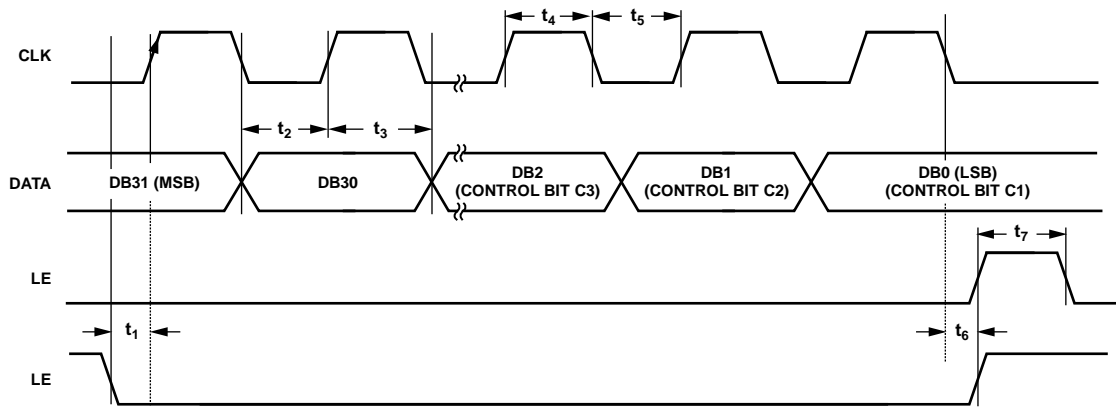 t4 t5
CLK
t2 t3
DATA
DB31 (MSB)
DB30
DB2
(CONTROL BIT C3)
DB1
(CONTROL BIT C2)
DB0 (LSB)
(CONTROL BIT C1)
t7
LE
t1
t6
LE